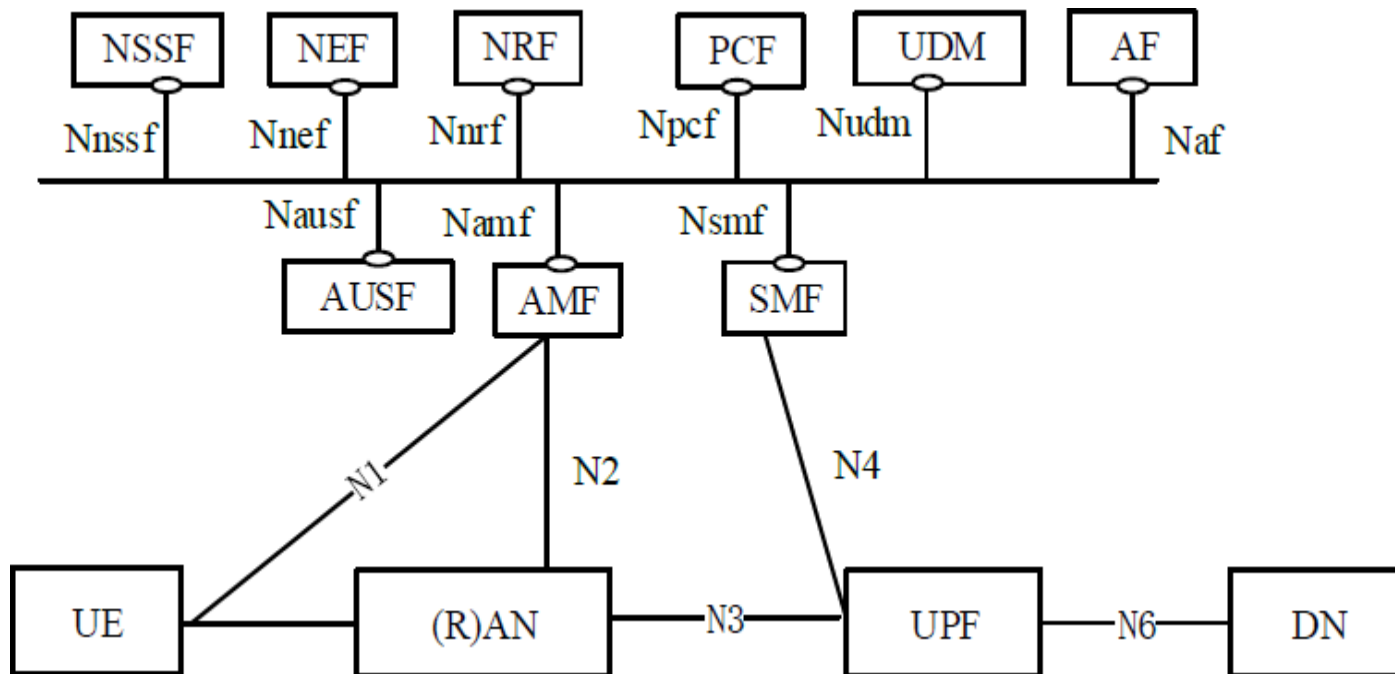 NSSF
NEF
NRF
PCF
UDM
AF
Nnssf
Nnef
Nnrf
Npcf
Nudm
Naf
Nausf
Namf
Nsmf
AUSF
AMF
SMF
N1
N2
N4
UE
(R)AN
N3
UPF
N6
DN